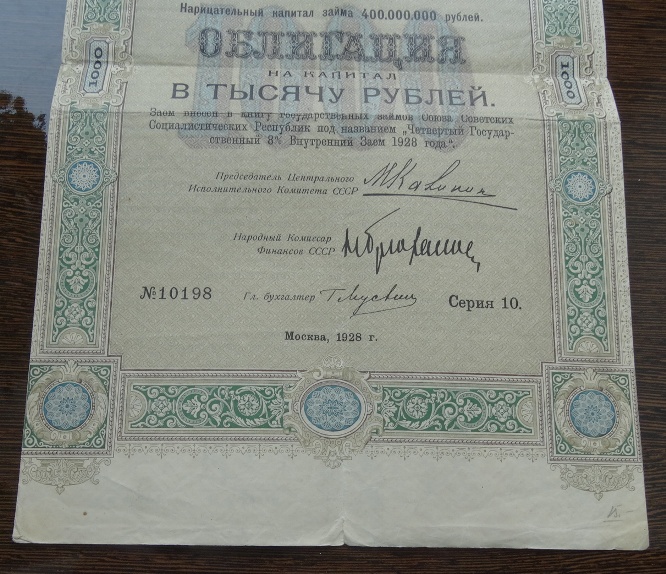 Нарицательный капитал займа 400.000.000 рублей.
ОБЛИГАЦИЯ
НА КАПИТАЛ
В ТЫСЯЧУ РУБЛЕЙ.
1000
1000
Заем внесен в книгу государственных займов Союза Советских
Социалистических Республик под названием „Четвертый Государ-
ственный 8% Внутренний Заем 1928 года“.
Председатель Центрального
Исполнительного Комитета СССР
М Калинин
Народный Комиссар
Финансов СССР
№10198
Гл. бухгалтер
Серия 10.
Москва, 1928 г.
15.-